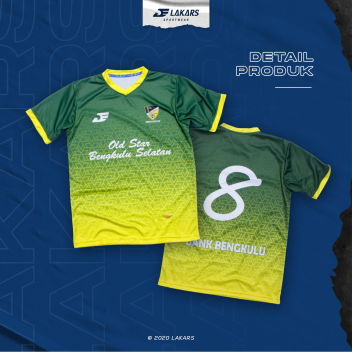 LAKARS
SPORTSWEAR
DETAIL
PRODUK
Old Star
Bengkulu Selatan
8
BANK BENGKULU
© 2020 LAKARS